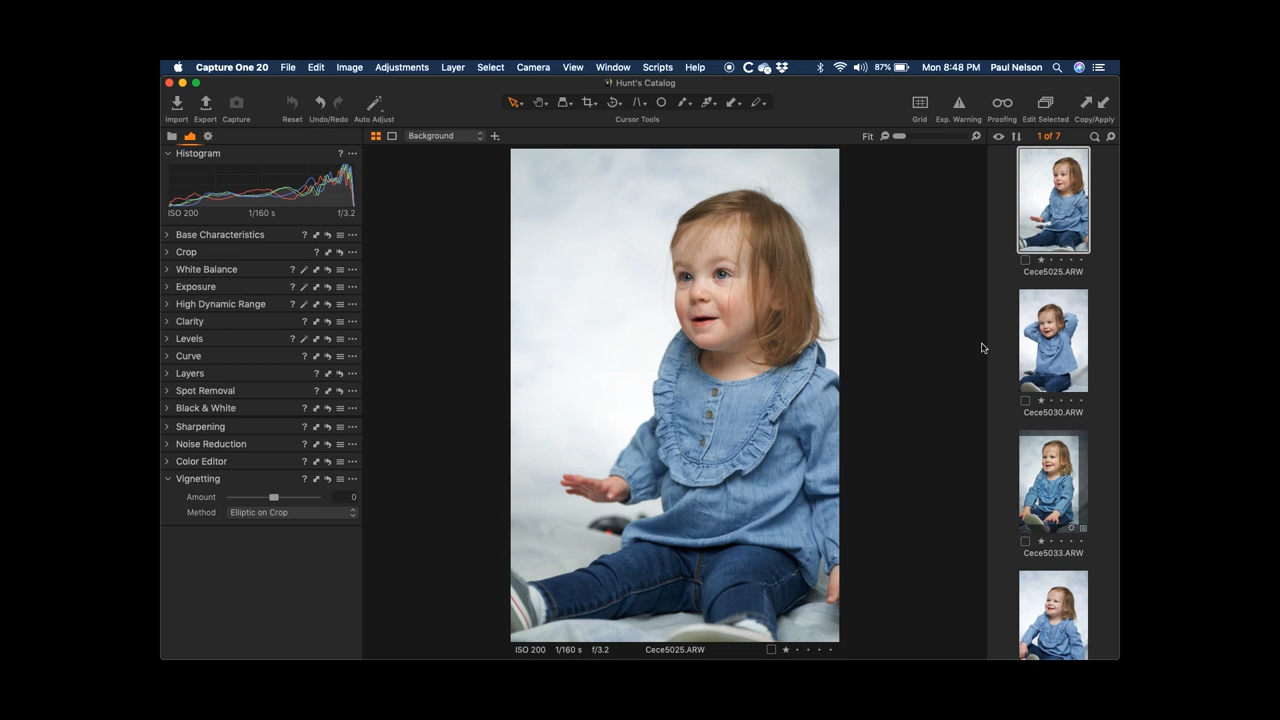 Capture One 20 File Edit Image Adjustments Layer Select Camera View Window Scripts Help 87% Mon 8:48 PM Paul Nelson
Hunt's Catalog
Import Export Capture Reset Undo/Redo Auto Adjust Cursor Tools Grid Exp. Warning Proofing Edit Selected Copy/Apply
Background Fit 1 of 7
Histogram
ISO 200 1/160 s f/3.2
Base Characteristics
Crop
White Balance
Exposure
High Dynamic Range
Clarity
Levels
Curve
Layers
Spot Removal
Black & White
Sharpening
Noise Reduction
Color Editor
Vignetting
Amount 0
Method Elliptic on Crop
ISO 200 1/160 s f/3.2 Cece5025.ARW
Cece5025.ARW
Cece5030.ARW
Cece5033.ARW